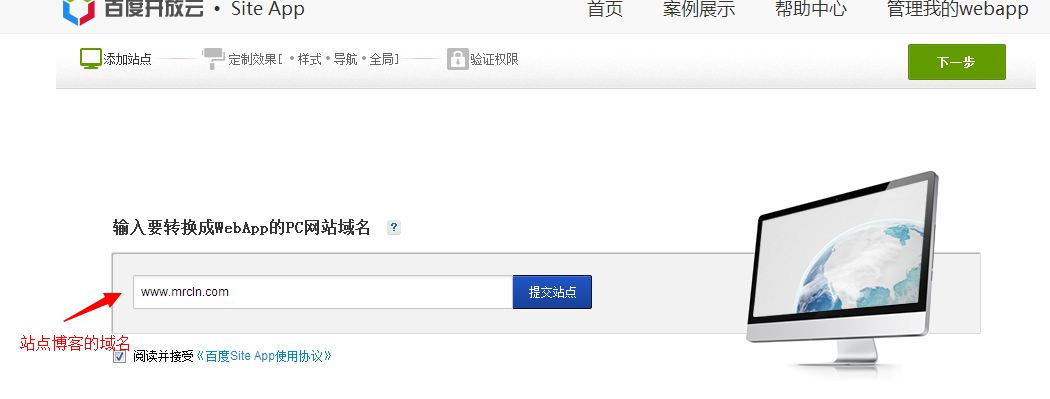 百度开放云 • Site App 首页 案例展示 帮助中心 管理我的webapp
添加站点 定制效果[ •样式•导航•全局] 验证权限 下一步
输入要转换成WebApp的PC网站域名 ?
www.mrcln.com 提交站点
站点博客的域名
阅读并接受《百度Site App使用协议》